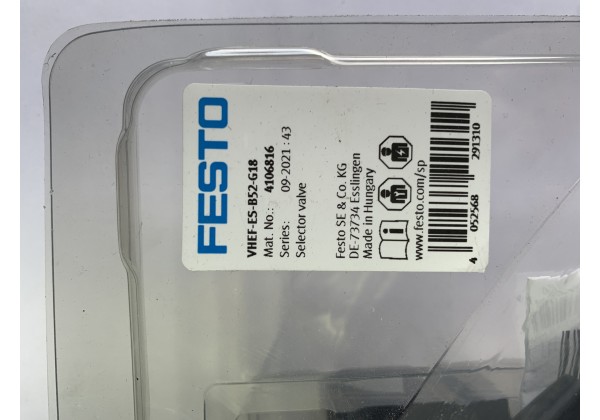 FESTO
VHEF-ES-B52-G18
Mat. No.: 4106816
Series: 09-2021 : 43
Selector valve
Festo SE & Co. KG
DE-73734 Esslingen
Made in Hungary
www.festo.com/sp
4 052568 291310